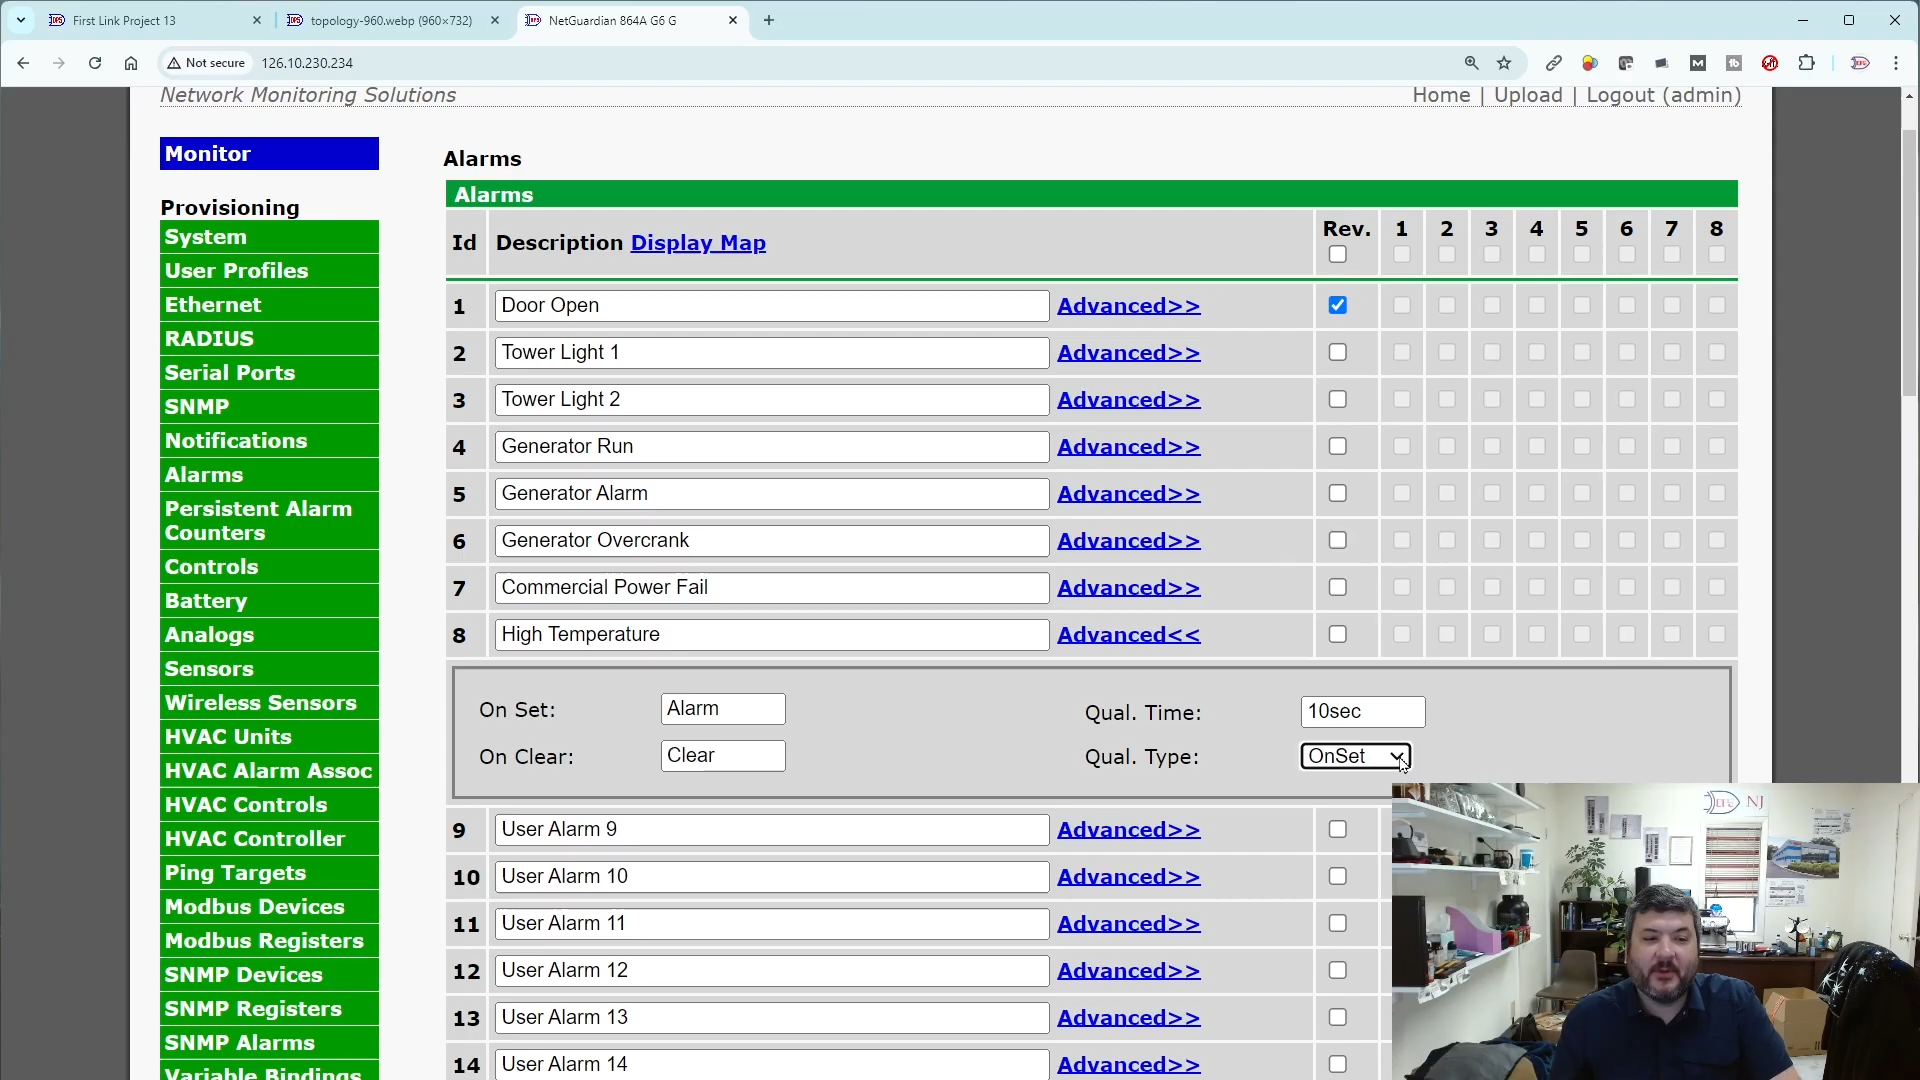 First Link Project 13
topology-960.webp (960×732)
NetGuardian 864A G6 G
Not secure
126.10.230.234
Network Monitoring Solutions
Home | Upload | Logout (admin)
Monitor
Provisioning
System
User Profiles
Ethernet
RADIUS
Serial Ports
SNMP
Notifications
Alarms
Persistent Alarm
Counters
Controls
Battery
Analogs
Sensors
Wireless Sensors
HVAC Units
HVAC Alarm Assoc
HVAC Controls
HVAC Controller
Ping Targets
Modbus Devices
Modbus Registers
SNMP Devices
SNMP Registers
SNMP Alarms
Variable Bindings
Alarms
Alarms
Id Description Display Map Rev. 1 2 3 4 5 6 7 8
1 Door Open Advanced>>
2 Tower Light 1 Advanced>>
3 Tower Light 2 Advanced>>
4 Generator Run Advanced>>
5 Generator Alarm Advanced>>
6 Generator Overcrank Advanced>>
7 Commercial Power Fail Advanced>>
8 High Temperature Advanced<<
On Set: Alarm Qual. Time: 10sec
On Clear: Clear Qual. Type: OnSet
9 User Alarm 9 Advanced>>
10 User Alarm 10 Advanced>>
11 User Alarm 11 Advanced>>
12 User Alarm 12 Advanced>>
13 User Alarm 13 Advanced>>
14 User Alarm 14 Advanced>>
DPS NJ